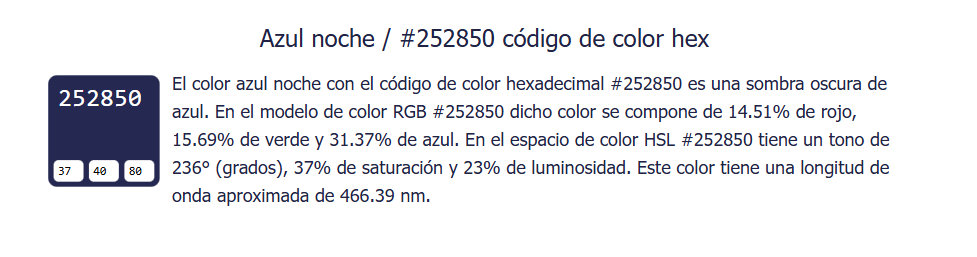 Azul noche / #252850 código de color hex
252850
37 40 80
El color azul noche con el código de color hexadecimal #252850 es una sombra oscura de
azul. En el modelo de color RGB #252850 dicho color se compone de 14.51% de rojo,
15.69% de verde y 31.37% de azul. En el espacio de color HSL #252850 tiene un tono de
236° (grados), 37% de saturación y 23% de luminosidad. Este color tiene una longitud de
onda aproximada de 466.39 nm.